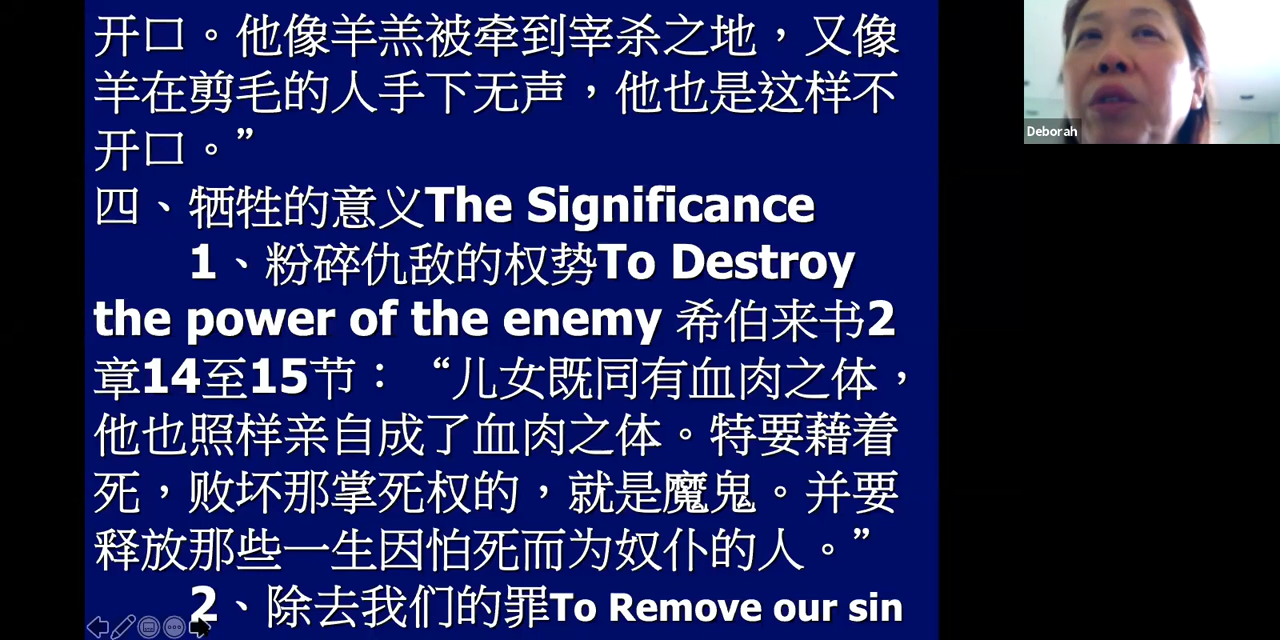 开口。他像羊羔被牵到宰杀之地，又像
羊在剪毛的人手下无声，他也是这样不
开口。”
四、牺牲的意义The Significance
1、粉碎仇敌的权势To Destroy
the power of the enemy 希伯来书2
章14至15节：“儿女既同有血肉之体，
他也照样亲自成了血肉之体。特要藉着
死，败坏那掌死权的，就是魔鬼。并要
释放那些一生因怕死而为奴仆的人。”
2、除去我们的罪To Remove our sin
Deborah